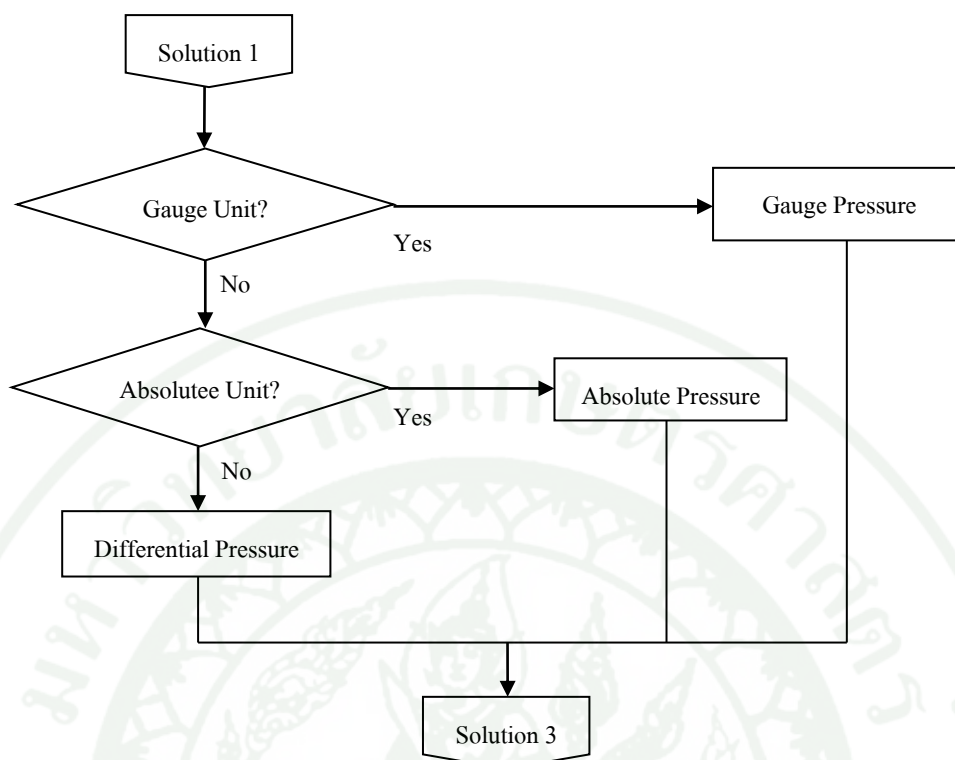 Solution 1
Gauge Unit?
Gauge Pressure
Yes
No
Absolutee Unit?
Absolute Pressure
Yes
No
Differential Pressure
Solution 3